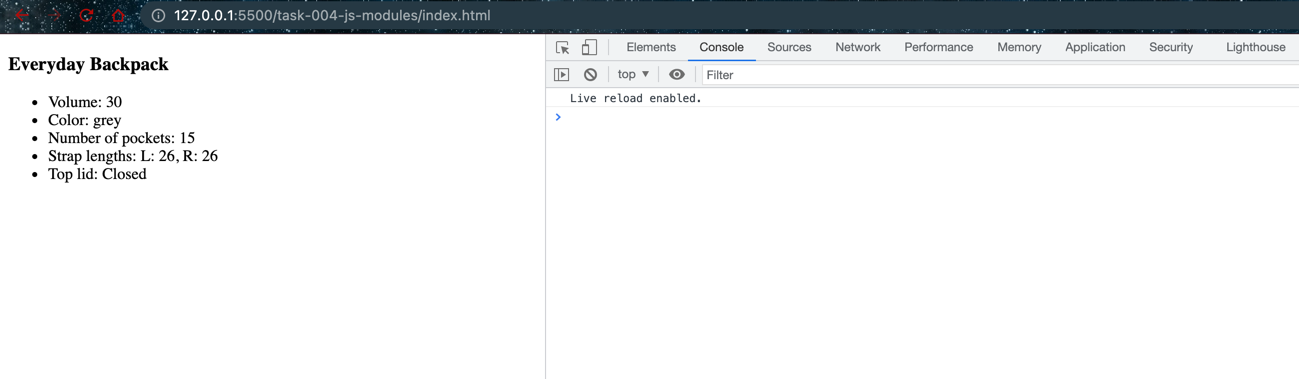 127.0.0.1:5500/task-004-js-modules/index.html
Everyday Backpack
Volume: 30
Color: grey
Number of pockets: 15
Strap lengths: L: 26, R: 26
Top lid: Closed
Elements Console Sources Network Performance Memory Application Security Lighthouse
top Filter
Live reload enabled.